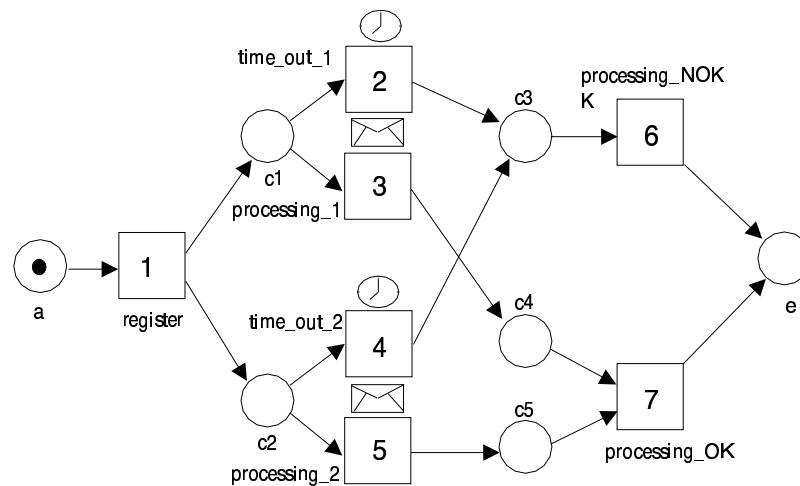 time_out_1
2
processing_NOK
K
c3
6
c1
3
processing_1
1
a
register
time_out_2
4
c4
e
7
c2
c5
5
processing_2
processing_OK